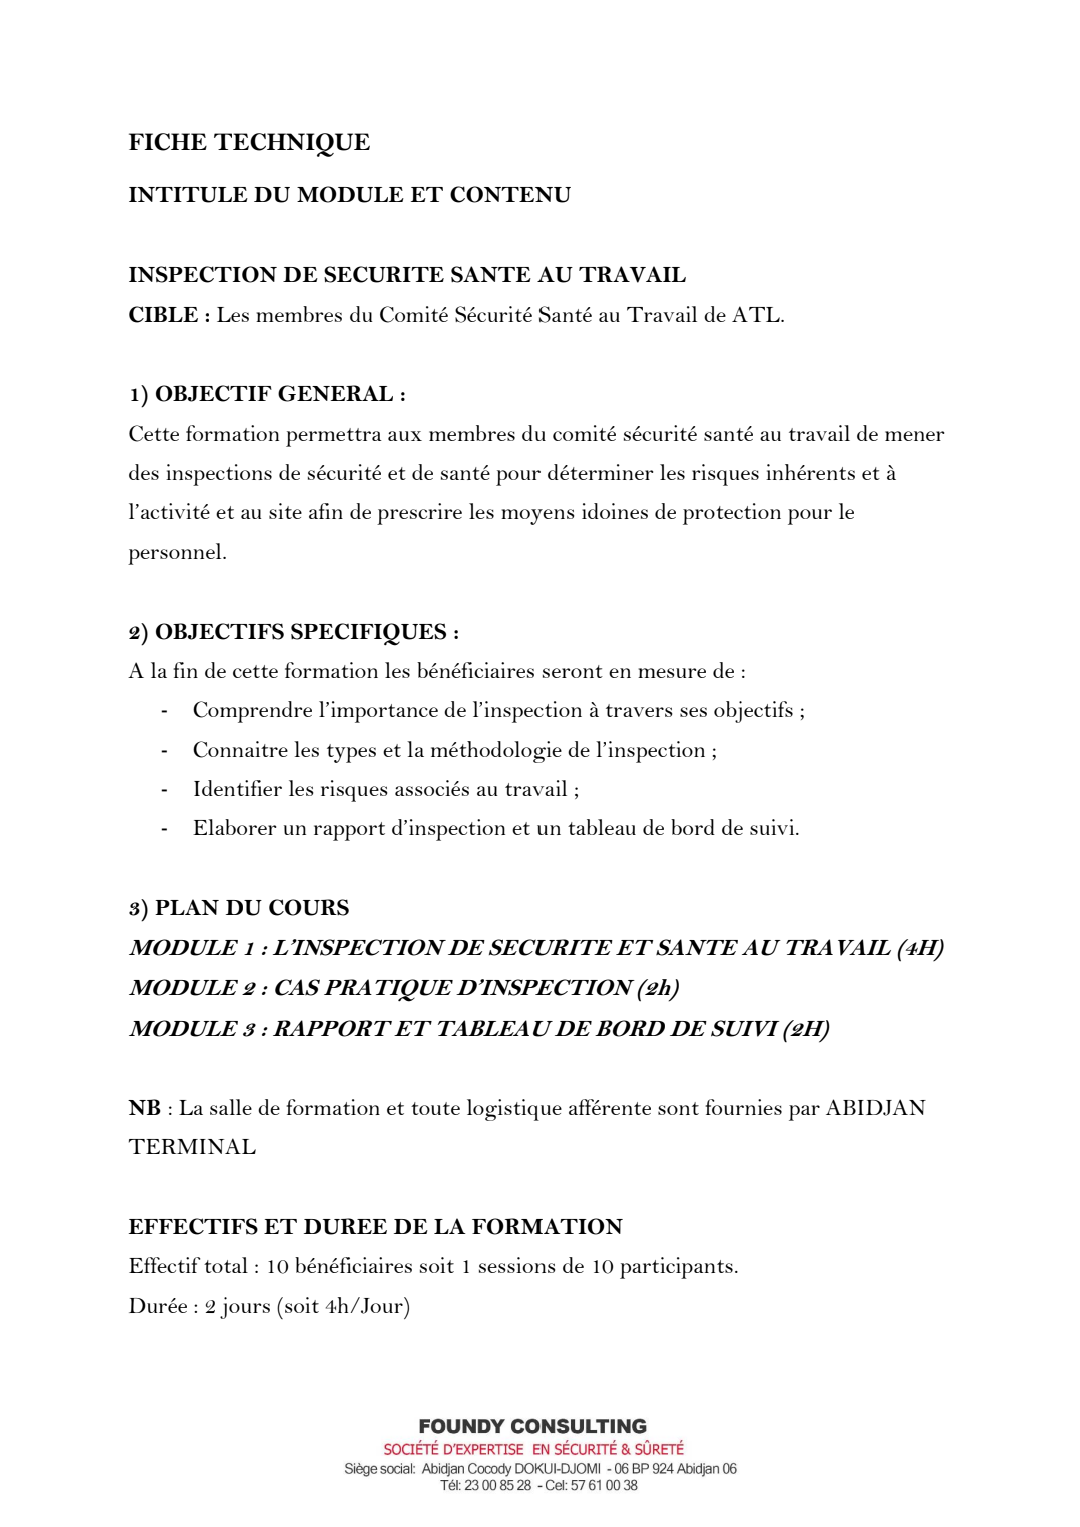 FICHE TECHNIQUE
INTITULE DU MODULE ET CONTENU
INSPECTION DE SECURITE SANTE AU TRAVAIL
CIBLE : Les membres du Comité Sécurité Santé au Travail de ATL.
1) OBJECTIF GENERAL :
Cette formation permettra aux membres du comité sécurité santé au travail de mener
des inspections de sécurité et de santé pour déterminer les risques inhérents et à
l’activité et au site afin de prescrire les moyens idoines de protection pour le
personnel.
2) OBJECTIFS SPECIFIQUES :
A la fin de cette formation les bénéficiaires seront en mesure de :
- Comprendre l’importance de l’inspection à travers ses objectifs ;
- Connaitre les types et la méthodologie de l’inspection ;
- Identifier les risques associés au travail ;
- Elaborer un rapport d’inspection et un tableau de bord de suivi.
3) PLAN DU COURS
MODULE 1 : L’INSPECTION DE SECURITE ET SANTE AU TRAVAIL (4H)
MODULE 2 : CAS PRATIQUE D’INSPECTION (2h)
MODULE 3 : RAPPORT ET TABLEAU DE BORD DE SUIVI (2H)
NB : La salle de formation et toute logistique afférente sont fournies par ABIDJAN
TERMINAL
EFFECTIFS ET DUREE DE LA FORMATION
Effectif total : 10 bénéficiaires soit 1 sessions de 10 participants.
Durée : 2 jours (soit 4h/Jour)
FOUNDY CONSULTING
SOCIÉTÉ D’EXPERTISE EN SÉCURITÉ & SÛRETÉ
Siège social: Abidjan Cocody DOKUI-DJOMI - 06 BP 924 Abidjan 06
Tél: 23 00 85 28 - Cel: 57 61 00 38